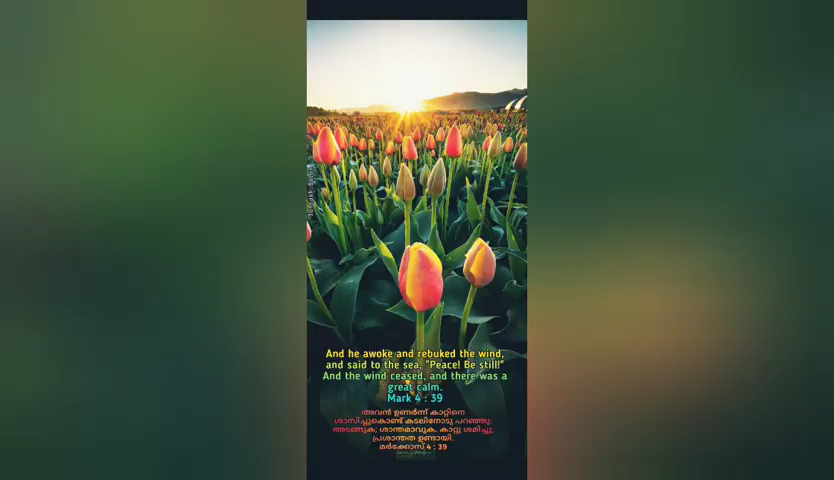 And he awoke and rebuked the wind,
and said to the sea, "Peace! Be still!"
And the wind ceased, and there was a
great calm.
Mark 4 : 39
അവൻ ഉണർന്ന് കാറ്റിനെ
ശാസിച്ചുകൊണ്ട് കടലിനോടു പറഞ്ഞു:
അടങ്ങുക; ശാന്തമാവുക. കാറ്റു ശമിച്ചു;
പ്രശാന്തത ഉണ്ടായി.
മർക്കോസ് 4 : 39